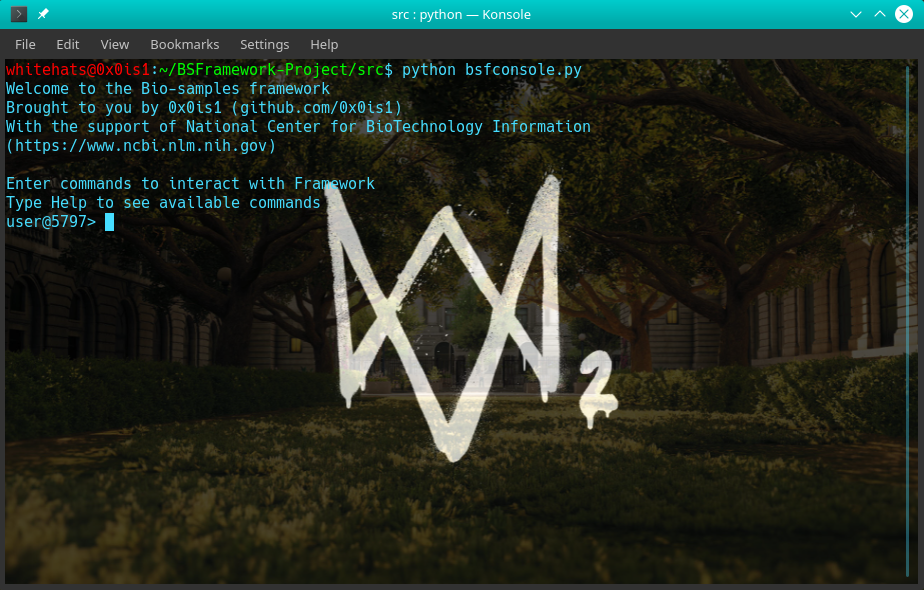 src : python — Konsole
File Edit View Bookmarks Settings Help
whitehats@0x0is1:~/BSFramework-Project/src$ python bsfconsole.py
Welcome to the Bio-samples framework
Brought to you by 0x0is1 (github.com/0x0is1)
With the support of National Center for BioTechnology Information
(https://www.ncbi.nlm.nih.gov)
Enter commands to interact with Framework
Type Help to see available commands
user@5797>
2